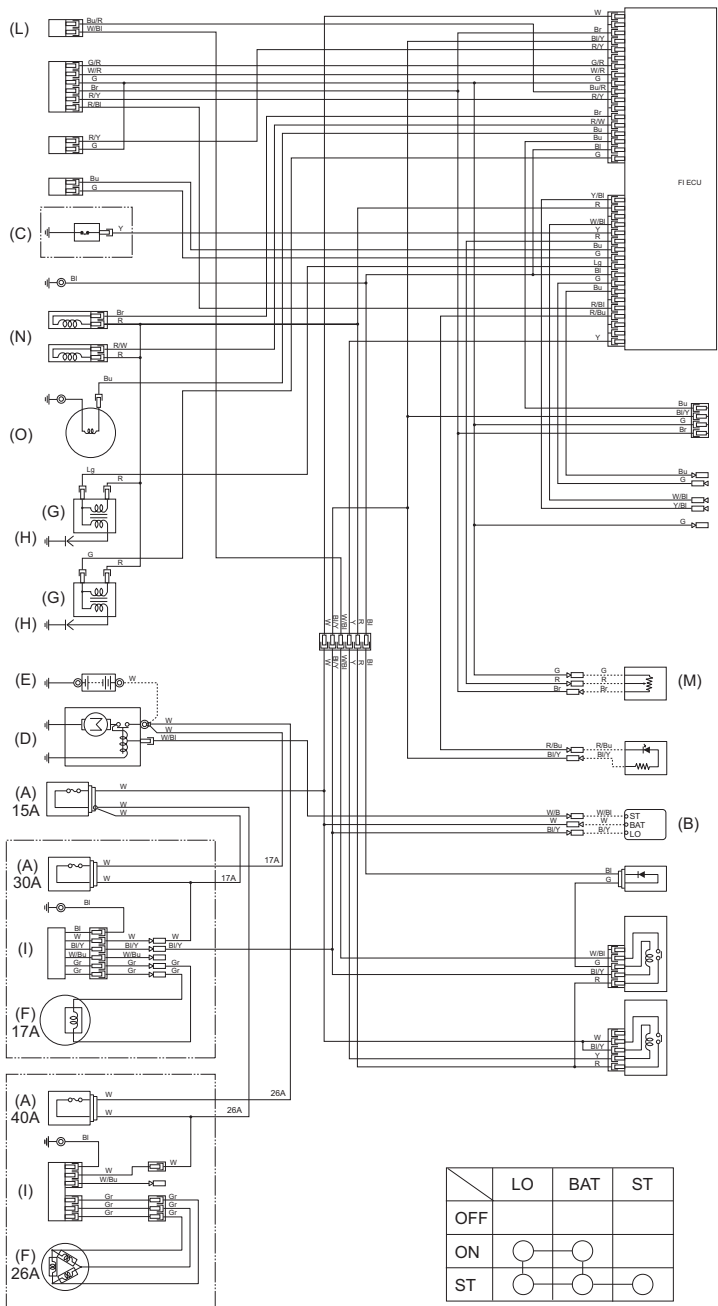 (L)
Bu/R
W/Bl
G/R
W/R
G
Br
R/Y
R/Bl
R/Y
G
Bu
G
(C)
Y
Bl
(N)
Br
R
R/W
R
Bu
(O)
Lg
R
(G)
(H)
G
R
(G)
(H)
W
Br
Bl/Y
R/Y
G/R
W/R
G
Bu/R
R/Y
Br
R/W
Bu
Bu
Bl
G
FI ECU
Y/Bl
R
W/Bl
Y
R
Bu
G
Lg
Bl
G
Bu
R/Bl
R/Bu
Y
Bu
Bl/Y
G
Br
Bu
G
W/Bl
Y/Bl
G
W
Bl/Y
W/Bl
Y
R
Bl
W
Bl/Y
W/Bl
Y
R
Bl
(E)
W
(D)
W
W
W/Bl
(A)
15A
W
W
W
G G
R R
Br Br
(M)
R/Bu R/Bu
Bl/Y Bl/Y
W/B W/Bl ST
W W BAT
Bl/Y B/Y LO
(B)
Bl
G
W/Bl
G
Bl/Y
R
W
Bl/Y
Y
R
(A)
30A
W 17A
W 17A
Bl
(I)
Bl
W W W
Bl/Y Bl/Y Bl/Y
W/Bu W/Bu
Gr Gr Gr
Gr Gr Gr
(F)
17A
(A)
40A
W 26A
W 26A
Bl
(I)
W W
W/Bu
Gr Gr
Gr Gr
Gr Gr
(F)
26A
LO BAT ST
OFF
ON
ST